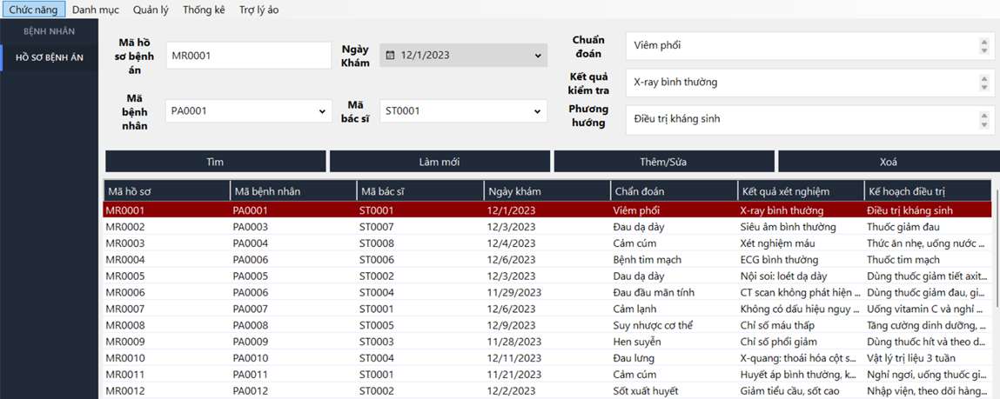 Chức năng Danh mục Quản lý Thống kê Trợ lý ảo
BỆNH NHÂN
HỒ SƠ BỆNH ÁN
Mã hồ sơ bệnh án
MR0001
Ngày Khám
12/1/2023
Chuẩn đoán
Viêm phổi
Kết quả kiểm tra
X-ray bình thường
Mã bệnh nhân
PA0001
Mã bác sĩ
ST0001
Phương hướng
Điều trị kháng sinh
Tìm Làm mới Thêm/Sửa Xoá
Mã hồ sơ Mã bệnh nhân Mã bác sĩ Ngày khám Chẩn đoán Kết quả xét nghiệm Kế hoạch điều trị
MR0001 PA0001 ST0001 12/1/2023 Viêm phổi X-ray bình thường Điều trị kháng sinh
MR0002 PA0003 ST0007 12/3/2023 Đau dạ dày Siêu âm bình thường Thuốc giảm đau
MR0003 PA0004 ST0008 12/4/2023 Cảm cúm Xét nghiệm máu Thức ăn nhẹ, uống nước ...
MR0004 PA0006 ST0006 12/6/2023 Bệnh tim mạch ECG bình thường Thuốc tim mạch
MR0005 PA0005 ST0002 12/3/2023 Dau dạ dày Nội soi: loét dạ dày Dùng thuốc giảm tiết axit...
MR0006 PA0006 ST0004 11/29/2023 Đau đầu mãn tính CT scan không phát hiện ... Dùng thuốc giảm đau, gi...
MR0007 PA0007 ST0001 12/6/2023 Cảm lạnh Không có dấu hiệu nguy ... Uống vitamin C và nghỉ ...
MR0008 PA0008 ST0005 12/9/2023 Suy nhược cơ thể Chỉ số máu thấp Tăng cường dinh dưỡng, ...
MR0009 PA0009 ST0003 11/28/2023 Hen suyễn Chỉ số phổi giảm Dùng thuốc hít và theo d...
MR0010 PA0010 ST0004 12/11/2023 Đau lưng X-quang: thoái hóa cột s... Vật lý trị liệu 3 tuần
MR0011 PA0011 ST0001 11/21/2023 Cảm cúm Huyết áp bình thường, k... Nghỉ ngơi, uống thuốc gi...
MR0012 PA0012 ST0002 12/2/2023 Sốt xuất huyết Giảm tiểu cầu, sốt cao Nhập viện, theo dõi hàng...